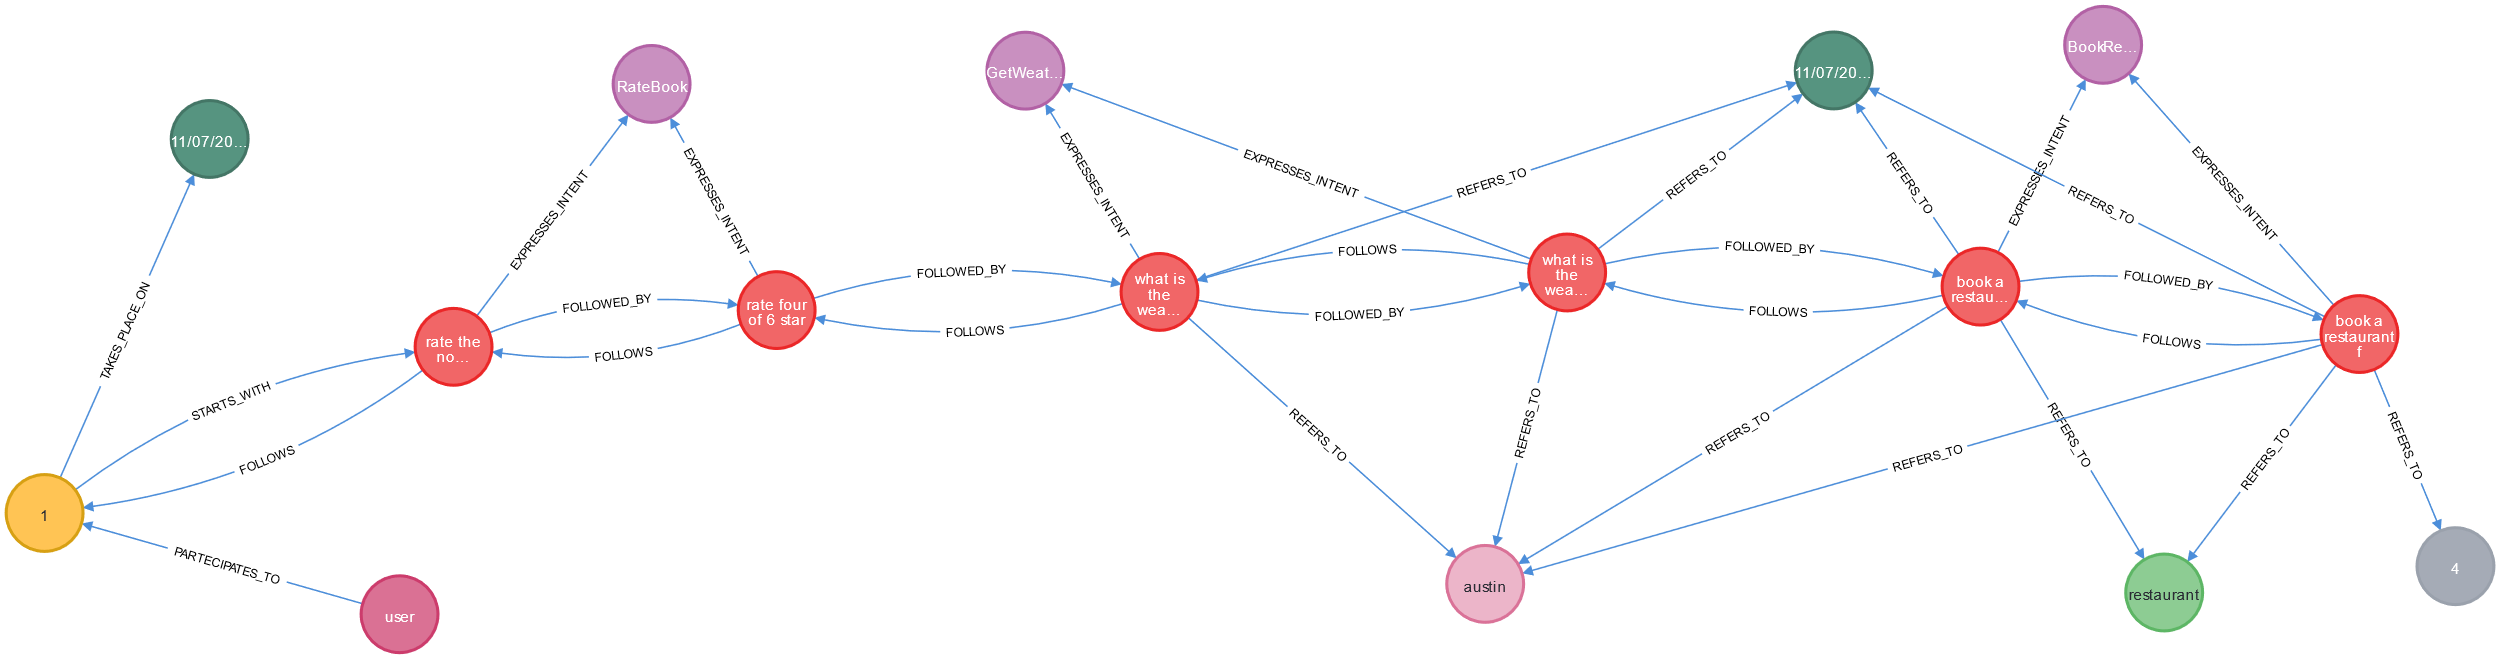 BookRe...
GetWeat...
11/07/20...
RateBook
11/07/20...
EXPRESSES_INTENT
EXPRESSES_INTENT
EXPRESSES_INTENT
EXPRESSES_INTENT
REFERS_TO
REFERS_TO
REFERS_TO
EXPRESSES_INTENT
REFERS_TO
EXPRESSES_INTENT
TAKES_PLACE_ON
FOLLOWED_BY
FOLLOWS
FOLLOWED_BY
FOLLOWED_BY
FOLLOWED_BY
rate the
no...
rate four
of 6 star
what is
the
wea...
what is
the
wea...
book a
restau...
book a
restaurant
f
FOLLOWS
FOLLOWS
FOLLOWED_BY
FOLLOWS
FOLLOWS
STARTS_WITH
FOLLOWS
REFERS_TO
REFERS_TO
REFERS_TO
REFERS_TO
REFERS_TO
REFERS_TO
REFERS_TO
1
PARTECIPATES_TO
user
austin
restaurant
4